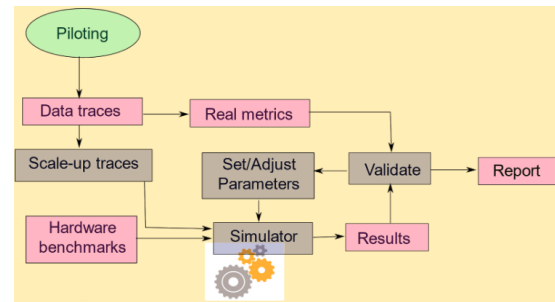 Piloting
Data traces
Real metrics
Scale-up traces
Set/Adjust
Parameters
Validate
Report
Hardware
benchmarks
Simulator
Results